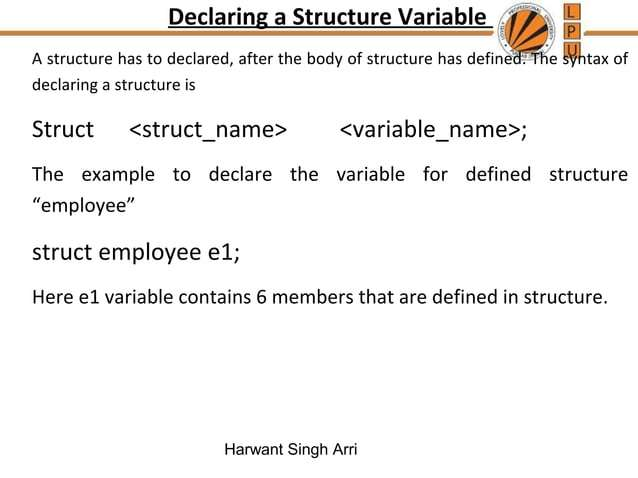 Declaring a Structure Variable
L
P
U
A structure has to declared, after the body of structure has defined. The syntax of
declaring a structure is
Struct <struct_name> <variable_name>;
The example to declare the variable for defined structure
“employee”
struct employee e1;
Here e1 variable contains 6 members that are defined in structure.
Harwant Singh Arri